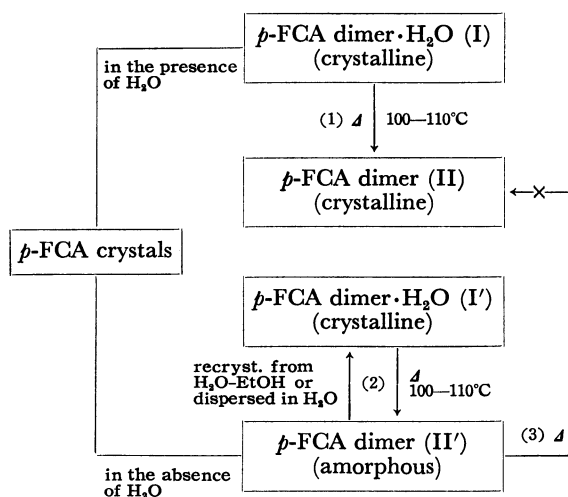 p-FCA dimer·H₂O (I)
(crystalline)
in the presence
of H₂O
(1) Δ 100—110°C
p-FCA dimer (II)
(crystalline)
p-FCA crystals
p-FCA dimer·H₂O (I′)
(crystalline)
recryst. from
H₂O-EtOH or
dispersed in H₂O
(2)
Δ
100—110°C
p-FCA dimer (II′)
(amorphous)
(3) Δ
in the absence
of H₂O